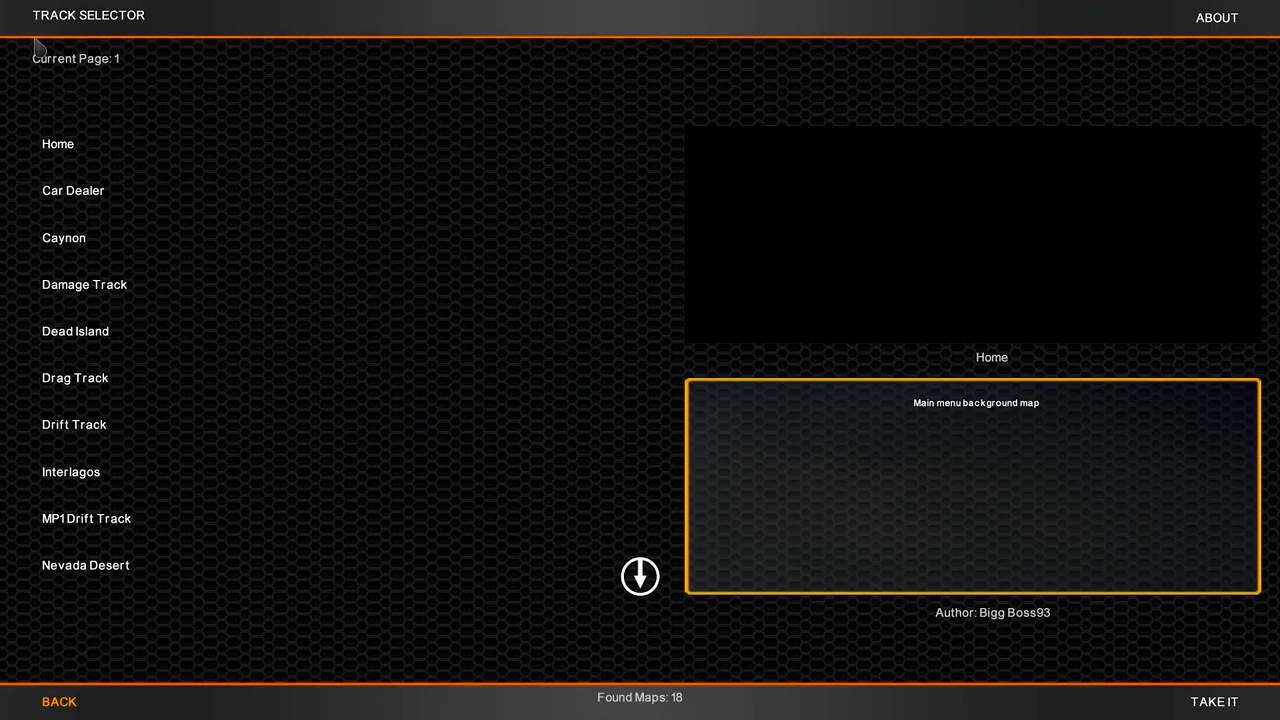 TRACK SELECTOR
ABOUT
Current Page: 1
Home
Car Dealer
Caynon
Damage Track
Dead Island
Drag Track
Drift Track
Interlagos
MP1 Drift Track
Nevada Desert
Home
Main menu background map
Author: Bigg Boss93
BACK
Found Maps: 18
TAKE IT